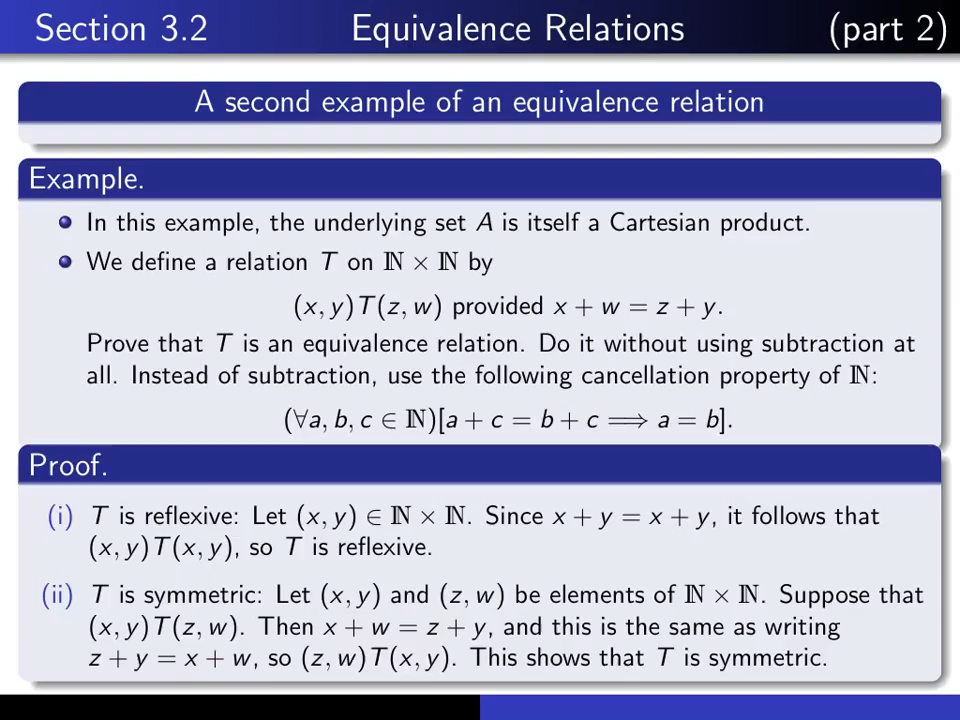 Section 3.2 Equivalence Relations (part 2)
A second example of an equivalence relation
Example.
In this example, the underlying set A is itself a Cartesian product.
We define a relation T on ℕ × ℕ by
(x, y)T(z, w) provided x + w = z + y.
Prove that T is an equivalence relation. Do it without using subtraction at
all. Instead of subtraction, use the following cancellation property of ℕ:
(∀a, b, c ∈ ℕ)[a + c = b + c ⟹ a = b].
Proof.
(i) T is reflexive: Let (x, y) ∈ ℕ × ℕ. Since x + y = x + y, it follows that
(x, y)T(x, y), so T is reflexive.
(ii) T is symmetric: Let (x, y) and (z, w) be elements of ℕ × ℕ. Suppose that
(x, y)T(z, w). Then x + w = z + y, and this is the same as writing
z + y = x + w, so (z, w)T(x, y). This shows that T is symmetric.